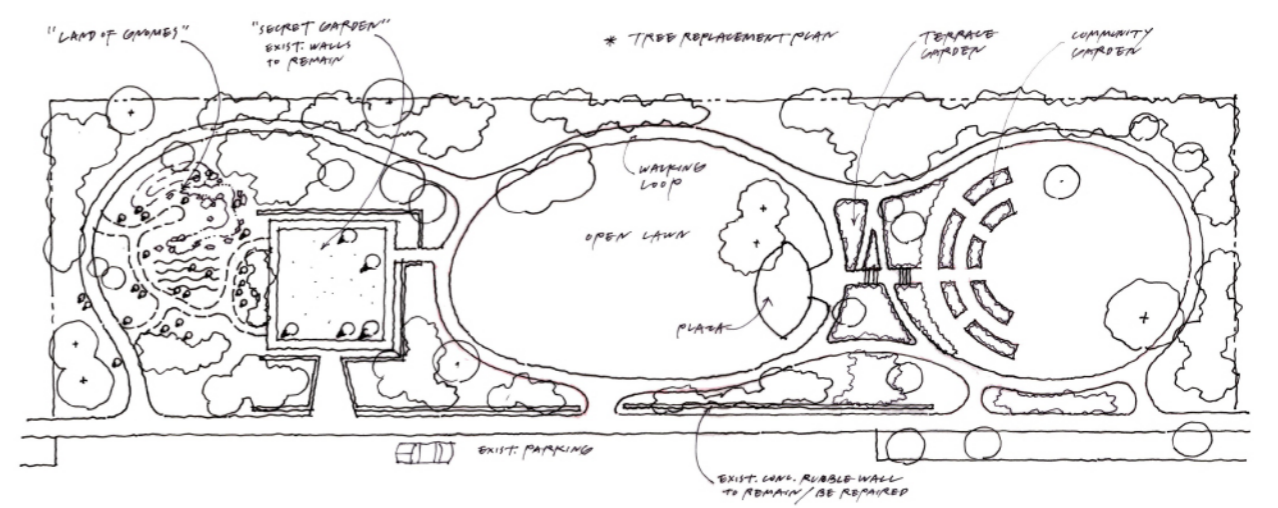 "LAND OF GNOMES"
"SECRET GARDEN"
EXIST. WALLS
TO REMAIN
* TREE REPLACEMENT PLAN
TERRACE
GARDEN
COMMUNITY
GARDEN
WALKING
LOOP
OPEN LAWN
PLAZA
EXIST. PARKING
EXIST. CONC. RUBBLE WALL
TO REMAIN / BE REPAIRED